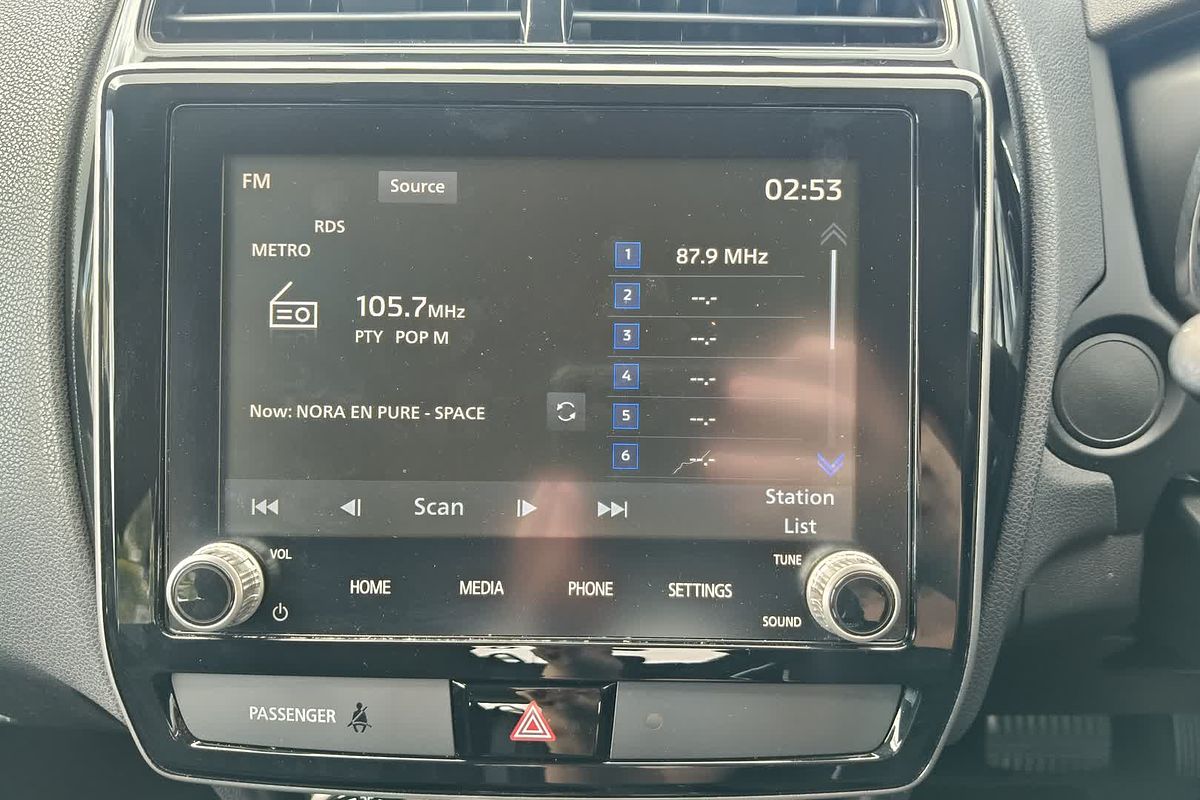 FM
Source
02:53
RDS
METRO
105.7MHz
PTY POP M
Now: NORA EN PURE - SPACE
1 87.9 MHz
2 --.-
3 --.-
4 --.-
5 --.-
6 --.-
Scan
Station
List
VOL
TUNE
HOME
MEDIA
PHONE
SETTINGS
SOUND
PASSENGER